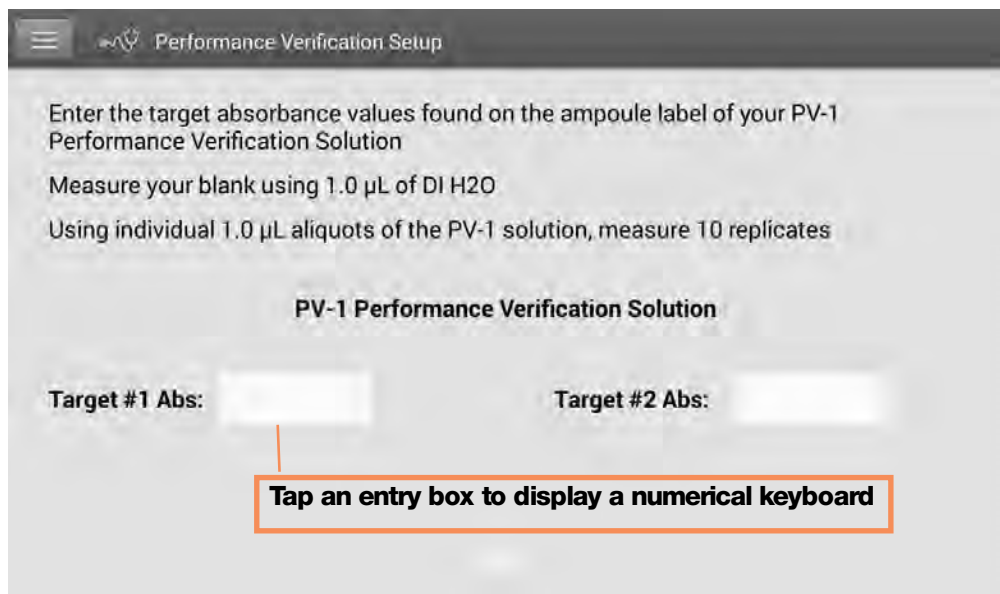 Performance Verification Setup
Enter the target absorbance values found on the ampoule label of your PV-1
Performance Verification Solution
Measure your blank using 1.0 µL of DI H2O
Using individual 1.0 µL aliquots of the PV-1 solution, measure 10 replicates
PV-1 Performance Verification Solution
Target #1 Abs: Target #2 Abs:
Tap an entry box to display a numerical keyboard